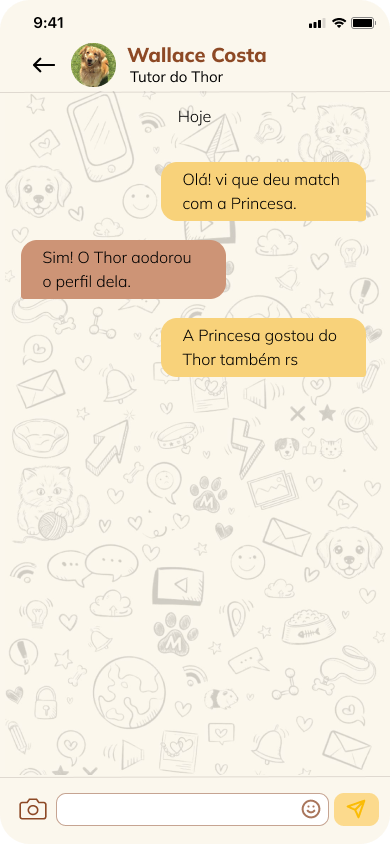 9:41
Wallace Costa
Tutor do Thor
Hoje
Olá! vi que deu match
com a Princesa.
Sim! O Thor aodorou
o perfil dela.
A Princesa gostou do
Thor também rs